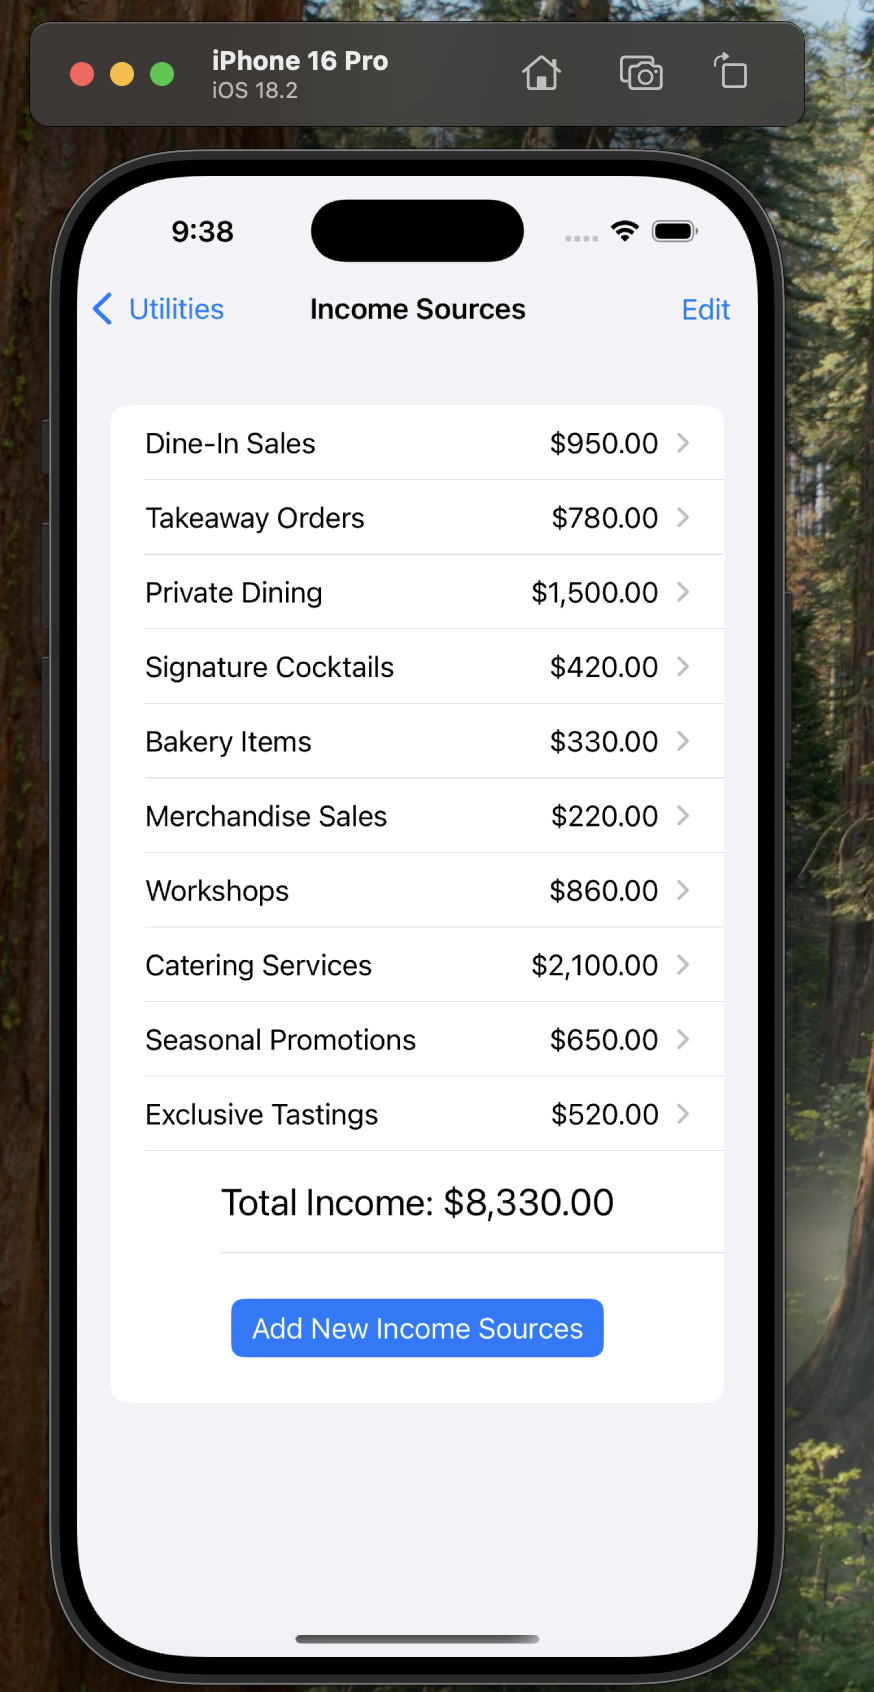 iPhone 16 Pro
iOS 18.2
9:38
Utilities Income Sources Edit
Dine-In Sales $950.00
Takeaway Orders $780.00
Private Dining $1,500.00
Signature Cocktails $420.00
Bakery Items $330.00
Merchandise Sales $220.00
Workshops $860.00
Catering Services $2,100.00
Seasonal Promotions $650.00
Exclusive Tastings $520.00
Total Income: $8,330.00
Add New Income Sources